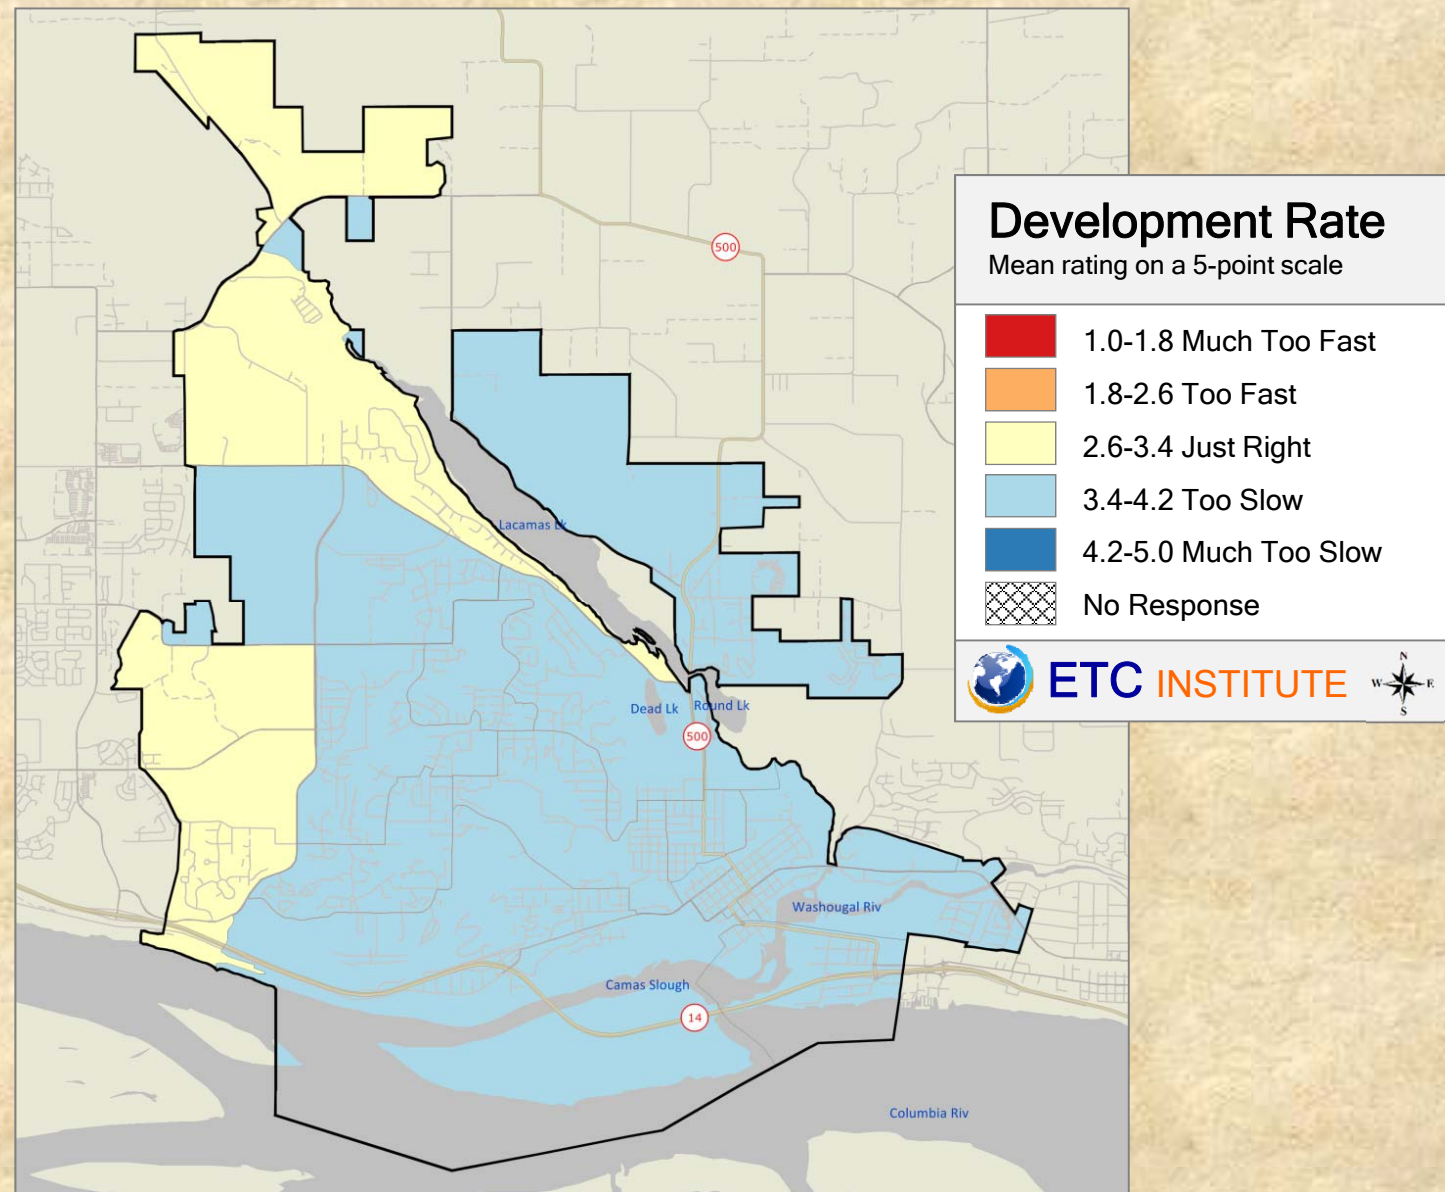 Development Rate
Mean rating on a 5-point scale
1.0-1.8 Much Too Fast
1.8-2.6 Too Fast
2.6-3.4 Just Right
3.4-4.2 Too Slow
4.2-5.0 Much Too Slow
No Response
ETC INSTITUTE
N
W E
S
500
Lacamas Lk
Dead Lk
Round Lk
500
Washougal Riv
Camas Slough
14
Columbia Riv